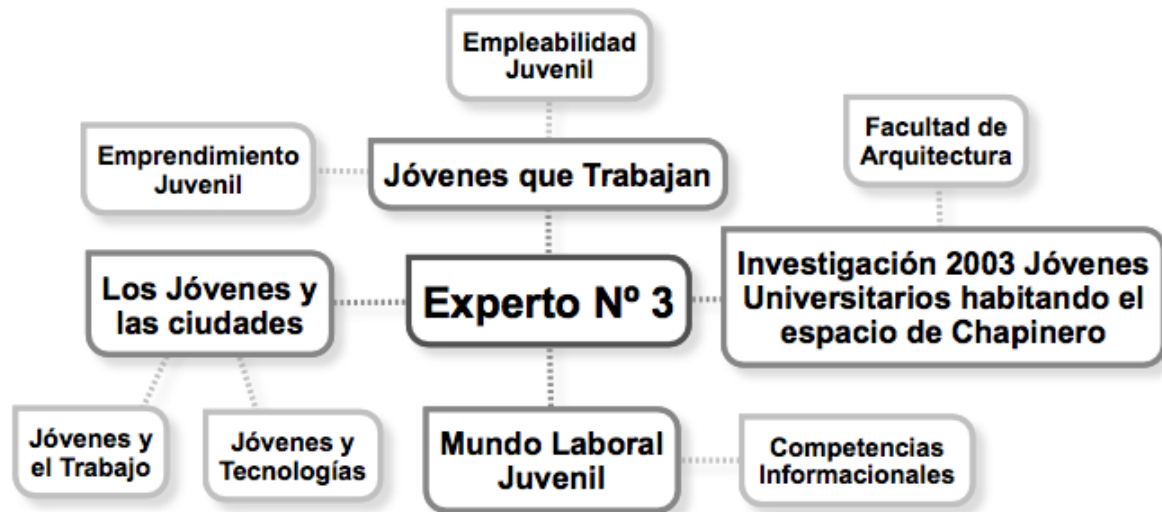 Empleabilidad
Juvenil
Emprendimiento
Juvenil
Jóvenes que Trabajan
Facultad de
Arquitectura
Los Jóvenes y
las ciudades
Experto Nº 3
Investigación 2003 Jóvenes
Universitarios habitando el
espacio de Chapinero
Jóvenes y
el Trabajo
Jóvenes y
Tecnologías
Mundo Laboral
Juvenil
Competencias
Informacionales